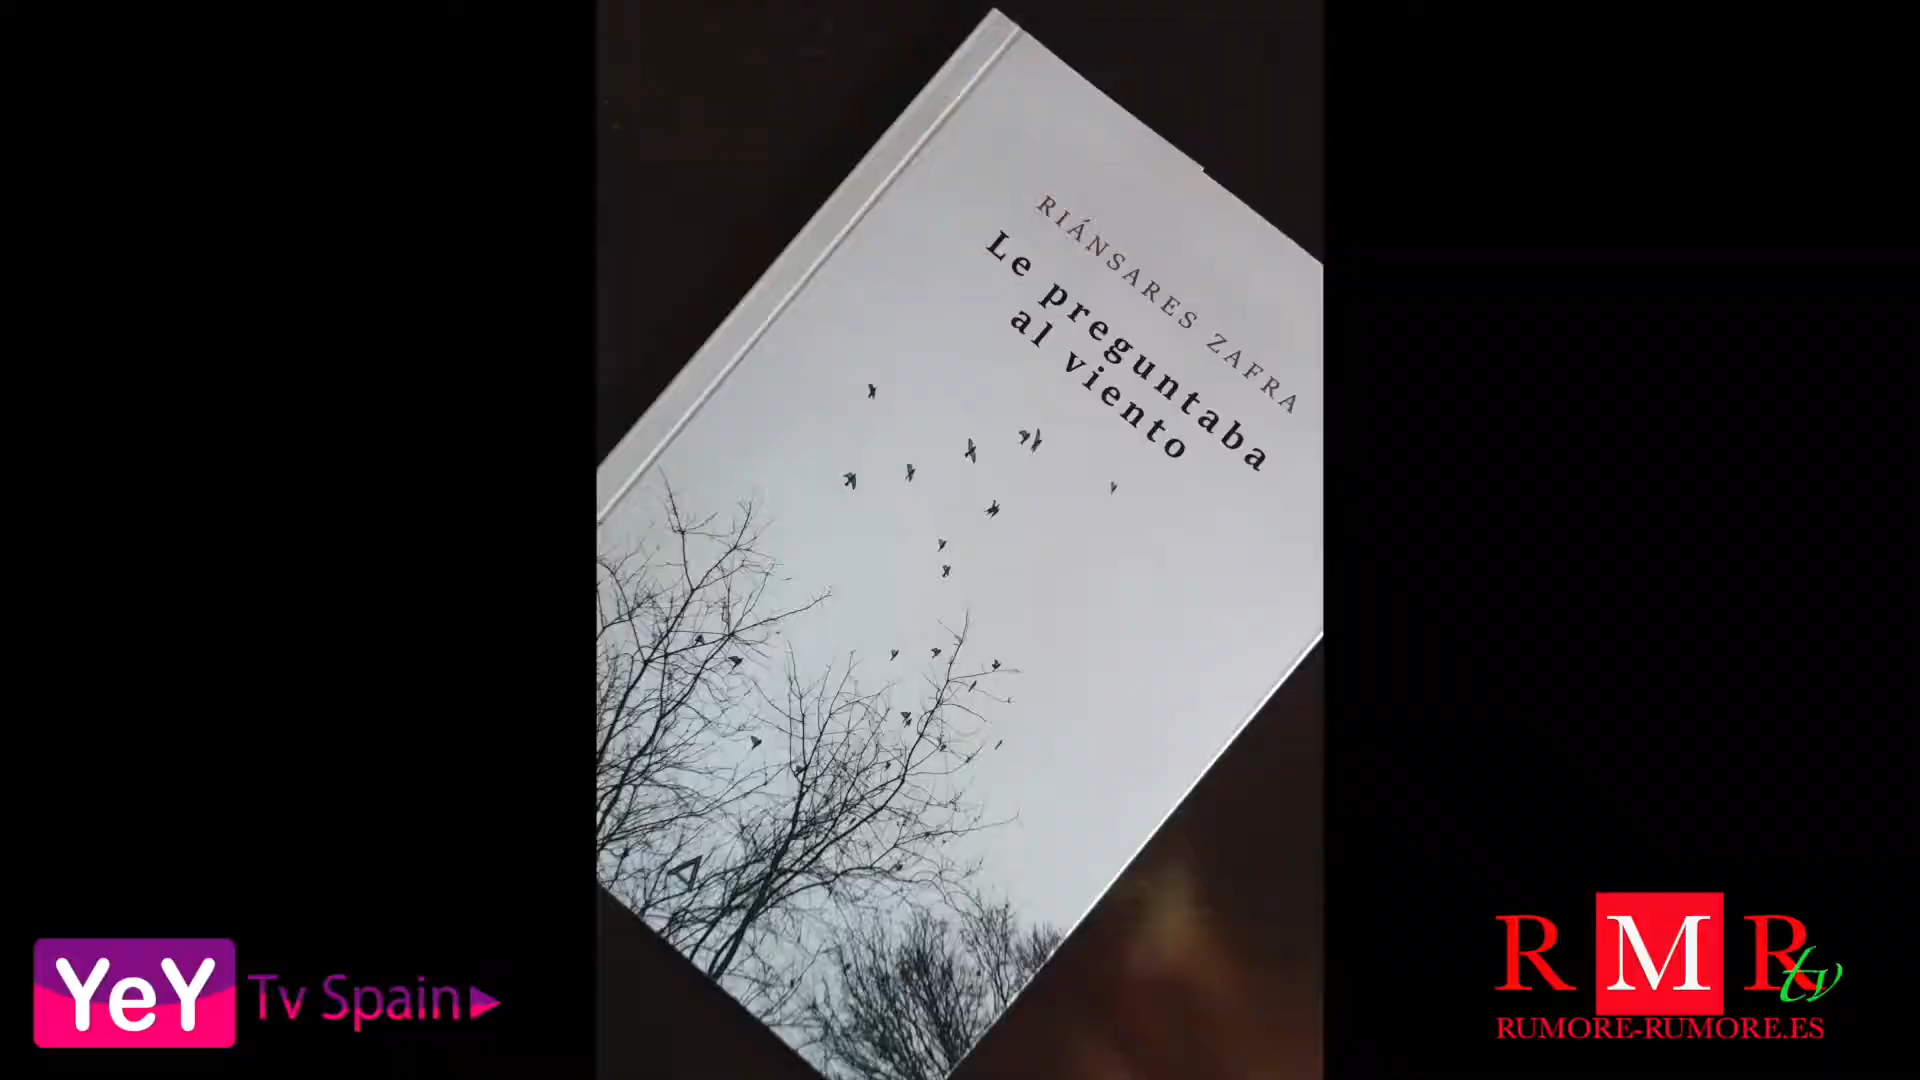 RIÁNSARES ZAFRA
Le preguntaba
al viento
YeY Tv Spain
RMR tv
RUMORE-RUMORE.ES